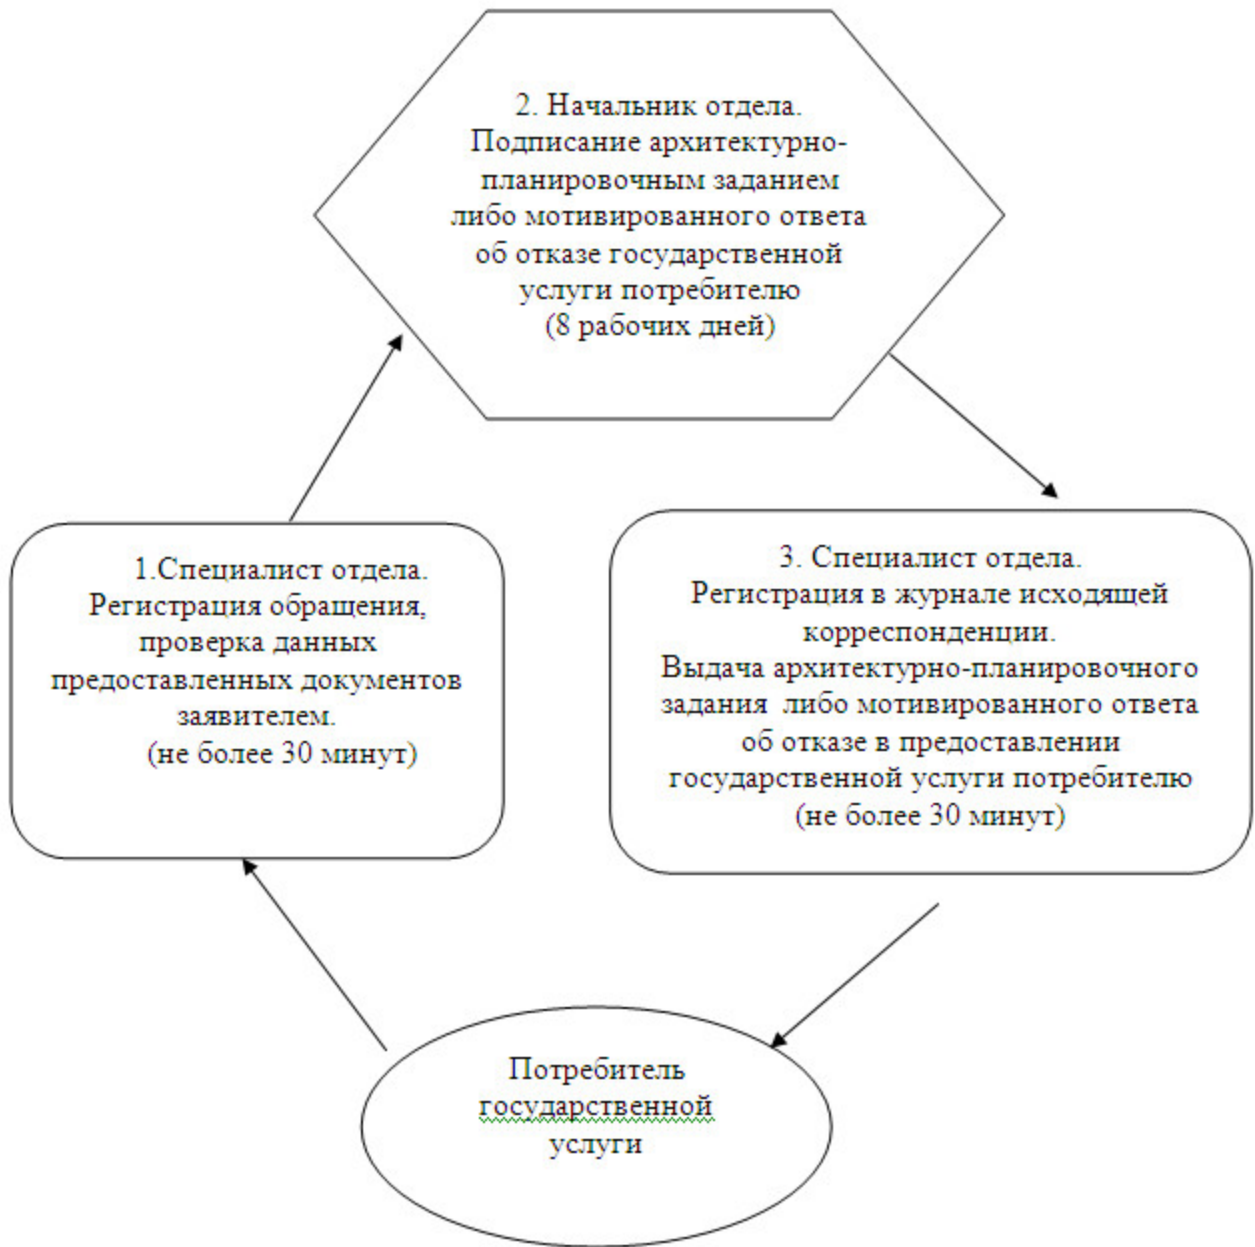 2. Начальник отдела.
Подписание архитектурно-
планировочным заданием
либо мотивированного ответа
об отказе государственной
услуги потребителю
(8 рабочих дней)
1.Специалист отдела.
Регистрация обращения,
проверка данных
предоставленных документов
заявителем.
(не более 30 минут)
3. Специалист отдела.
Регистрация в журнале исходящей
корреспонденции.
Выдача архитектурно-планировочного
задания либо мотивированного ответа
об отказе в предоставлении
государственной услуги потребителю
(не более 30 минут)
Потребитель
государственной
услуги